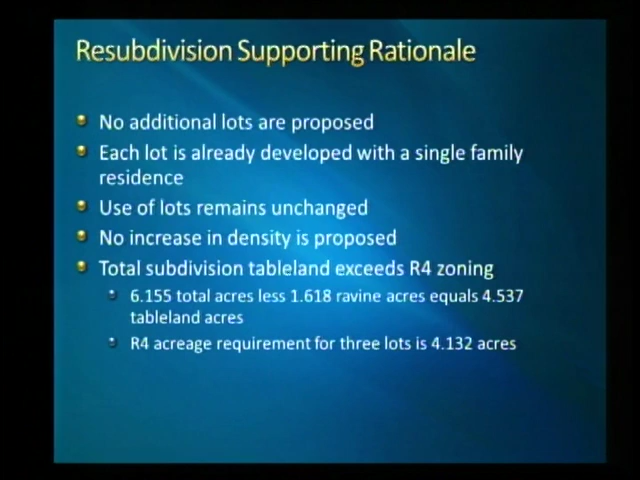 Resubdivision Supporting Rationale
No additional lots are proposed
Each lot is already developed with a single family
residence
Use of lots remains unchanged
No increase in density is proposed
Total subdivision tableland exceeds R4 zoning
6.155 total acres less 1.618 ravine acres equals 4.537
tableland acres
R4 acreage requirement for three lots is 4.132 acres